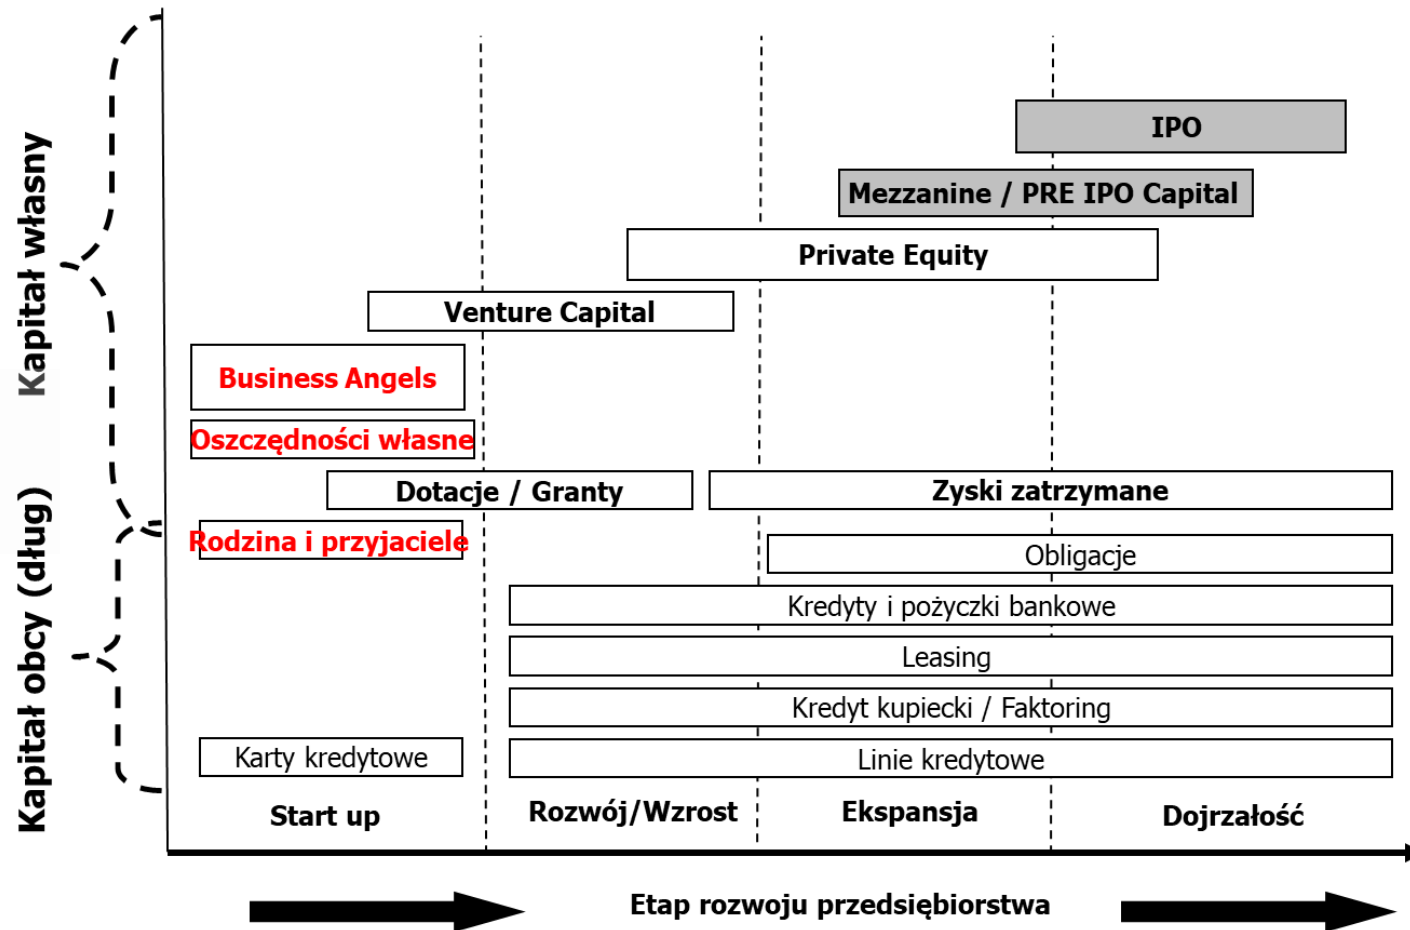 Kapitał własny
Kapitał obcy (dług)
IPO
Mezzanine / PRE IPO Capital
Private Equity
Venture Capital
Business Angels
Oszczędności własne
Dotacje / Granty
Zyski zatrzymane
Rodzina i przyjaciele
Obligacje
Kredyty i pożyczki bankowe
Leasing
Kredyt kupiecki / Faktoring
Karty kredytowe
Linie kredytowe
Start up
Rozwój/Wzrost
Ekspansja
Dojrzałość
Etap rozwoju przedsiębiorstwa